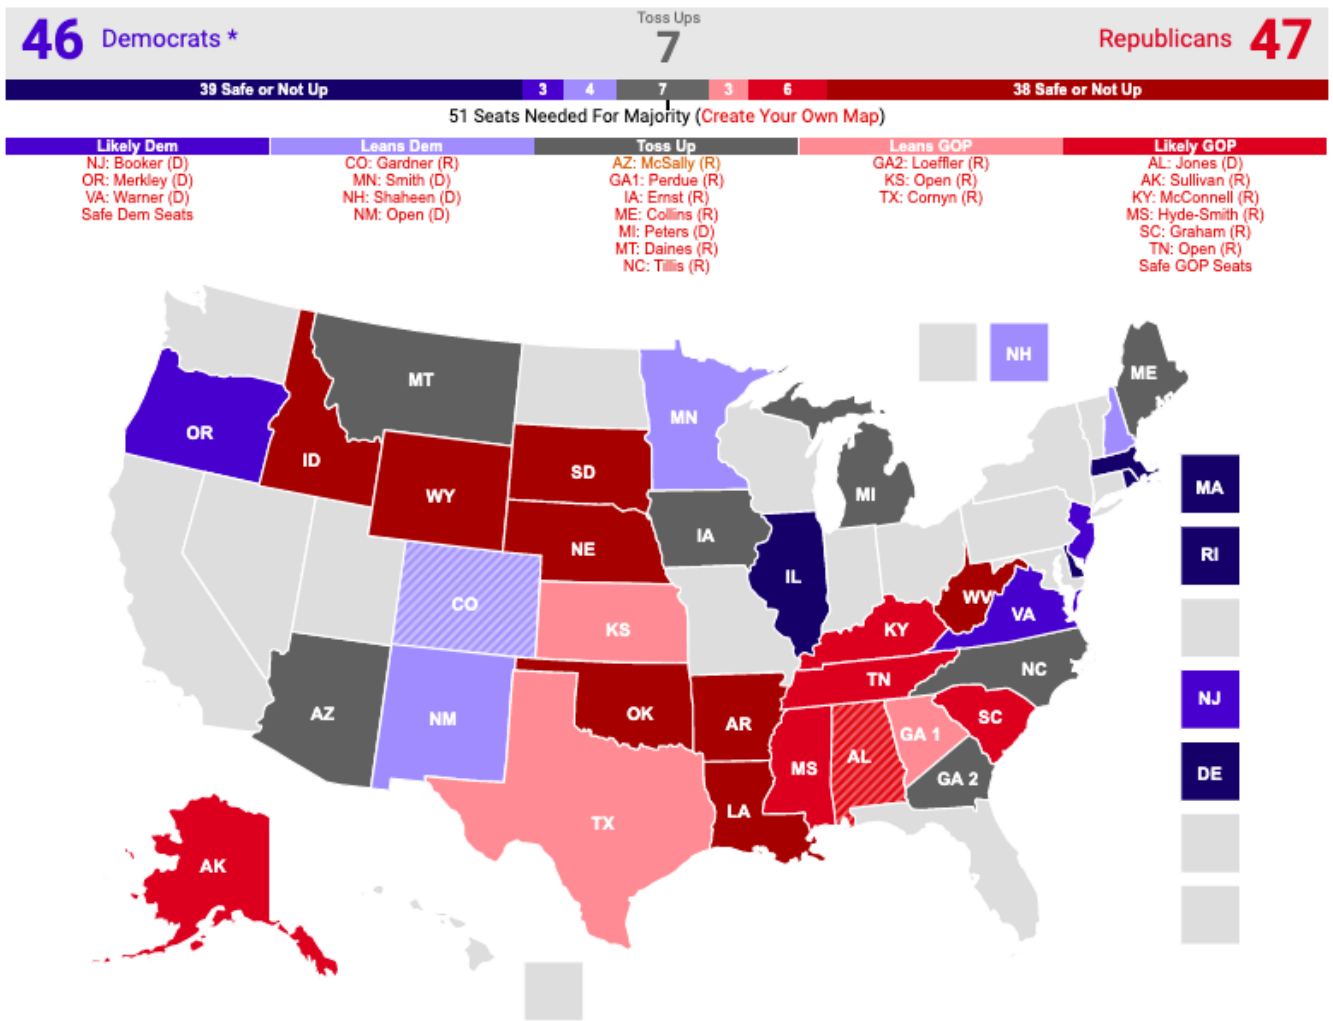 46 Democrats *
Toss Ups
7
Republicans 47
39 Safe or Not Up
3
4
7
3
6
38 Safe or Not Up
51 Seats Needed For Majority (Create Your Own Map)
Likely Dem
NJ: Booker (D)
OR: Merkley (D)
VA: Warner (D)
Safe Dem Seats
Leans Dem
CO: Gardner (R)
MN: Smith (D)
NH: Shaheen (D)
NM: Open (D)
Toss Up
AZ: McSally (R)
GA1: Perdue (R)
IA: Ernst (R)
ME: Collins (R)
MI: Peters (D)
MT: Daines (R)
NC: Tillis (R)
Leans GOP
GA2: Loeffler (R)
KS: Open (R)
TX: Cornyn (R)
Likely GOP
AL: Jones (D)
AK: Sullivan (R)
KY: McConnell (R)
MS: Hyde-Smith (R)
SC: Graham (R)
TN: Open (R)
Safe GOP Seats
NH
ME
MT
MN
OR
ID
SD
WY
MI
MA
IA
NE
RI
IL
WV
CO
VA
KS
KY
NC
TN
NJ
AZ
NM
OK
AR
SC
GA 1
AL
MS
DE
GA 2
LA
TX
AK